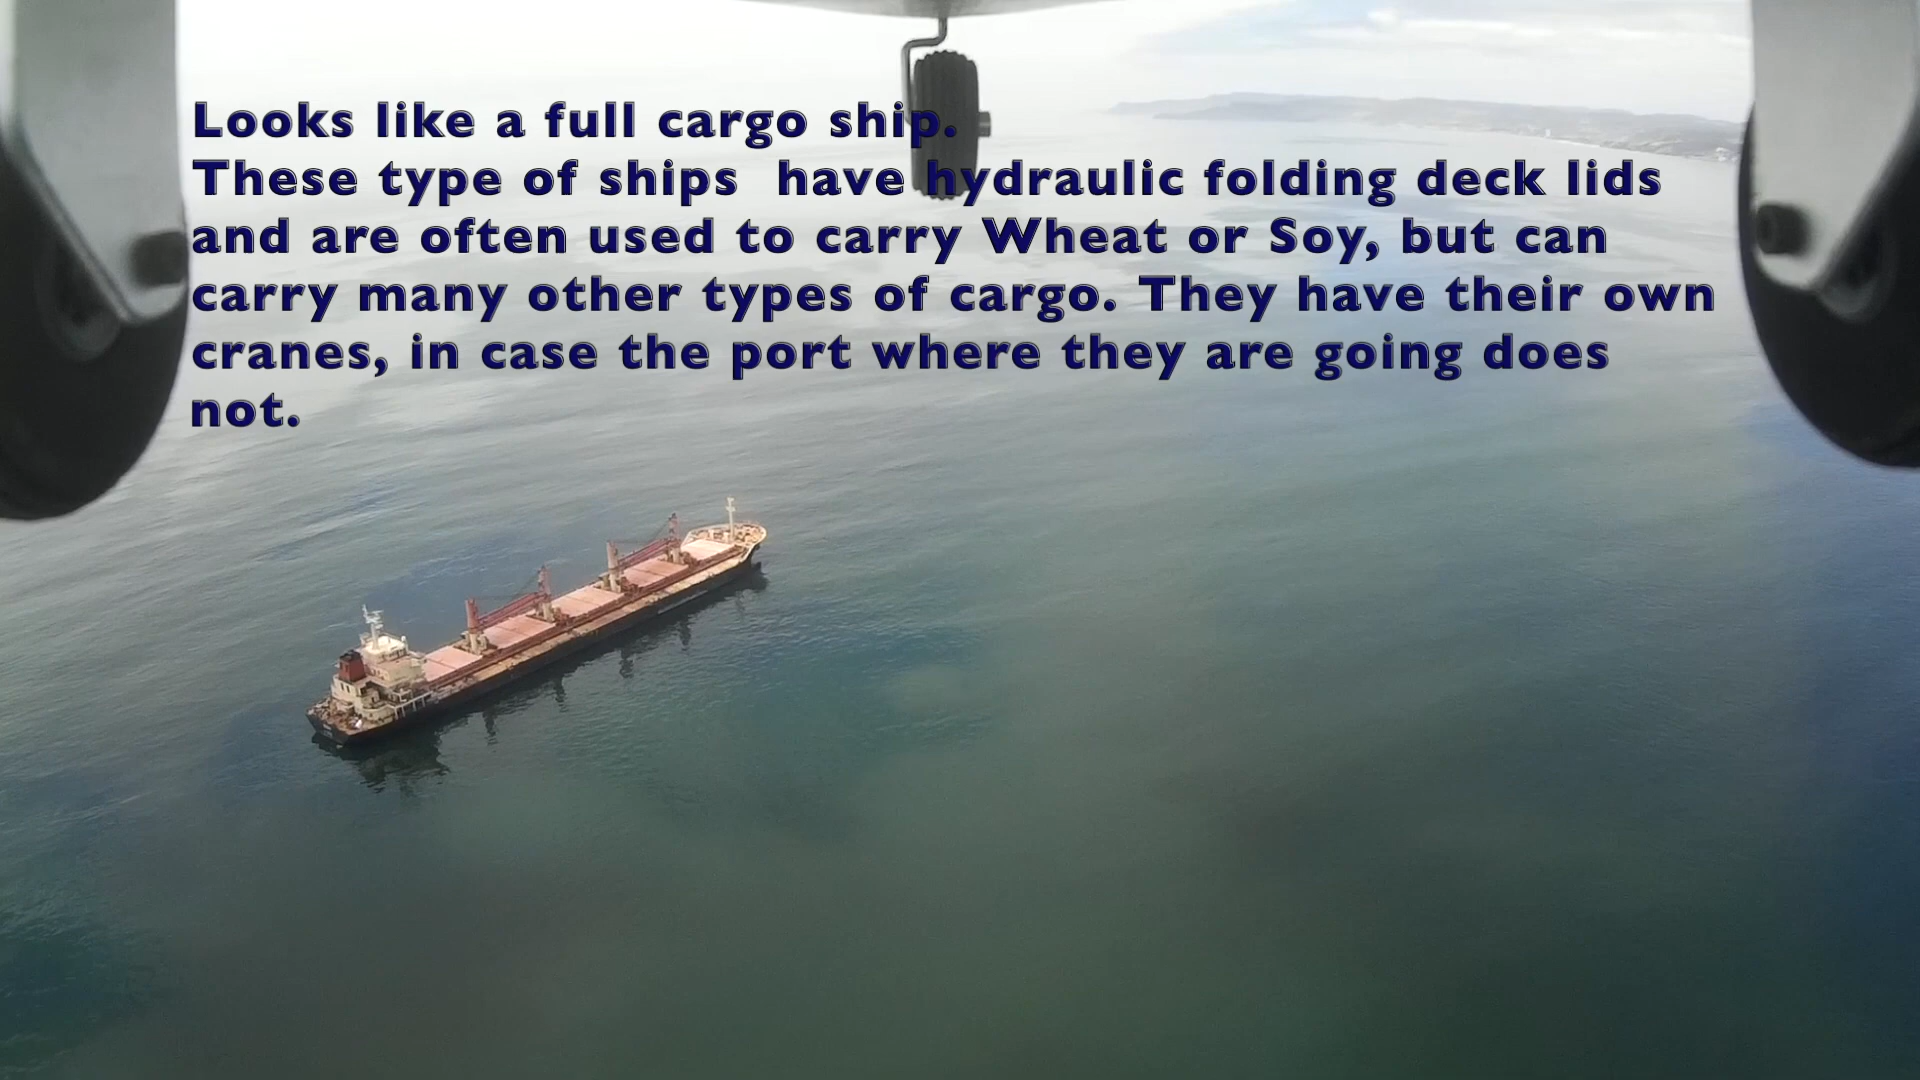 Looks like a full cargo ship.
These type of ships  have hydraulic folding deck lids
and are often used to carry Wheat or Soy, but can
carry many other types of cargo. They have their own
cranes, in case the port where they are going does
not.